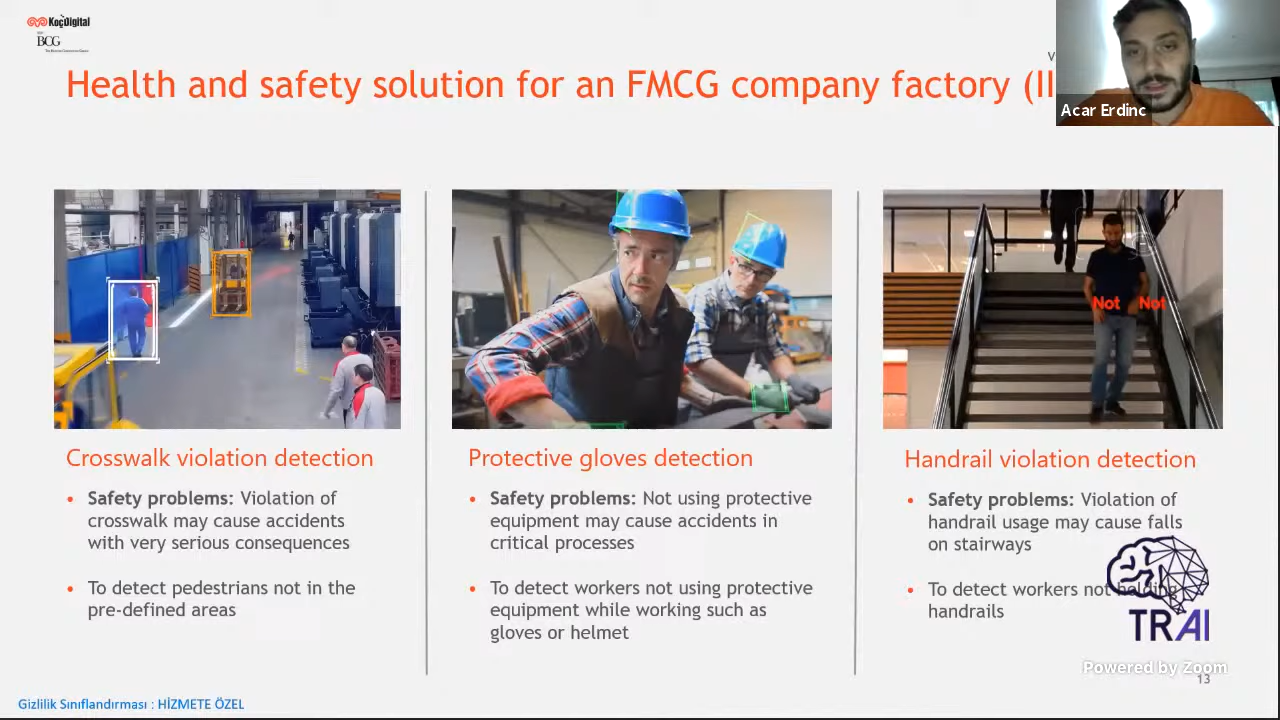 KoçDigital
BCG
V
Health and safety solution for an FMCG company factory (II
Acar Erdinc
Not Not
Crosswalk violation detection
Protective gloves detection
Handrail violation detection
• Safety problems: Violation of
crosswalk may cause accidents
with very serious consequences
• To detect pedestrians not in the
pre-defined areas
• Safety problems: Not using protective
equipment may cause accidents in
critical processes
• To detect workers not using protective
equipment while working such as
gloves or helmet
• Safety problems: Violation of
handrail usage may cause falls
on stairways
• To detect workers not holding
handrails
TRAI
Powered by Zoom
13
Gizlilik Sınıflandırması : HİZMETE ÖZEL